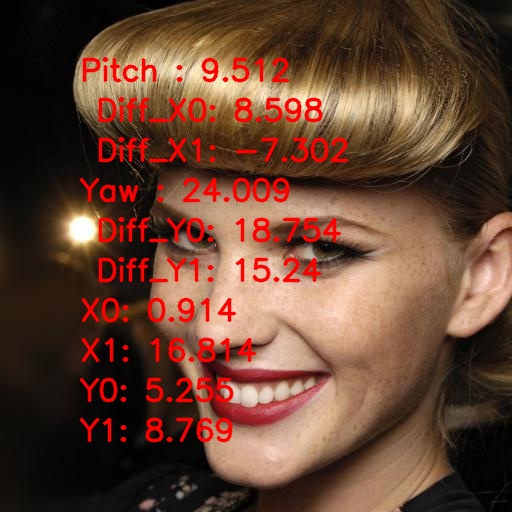 Pitch : 9.512
Diff_X0: 8.598
Diff_X1: -7.302
Yaw : 24.009
Diff_Y0: 18.754
Diff_Y1: 15.24
X0: 0.914
X1: 16.814
Y0: 5.255
Y1: 8.769